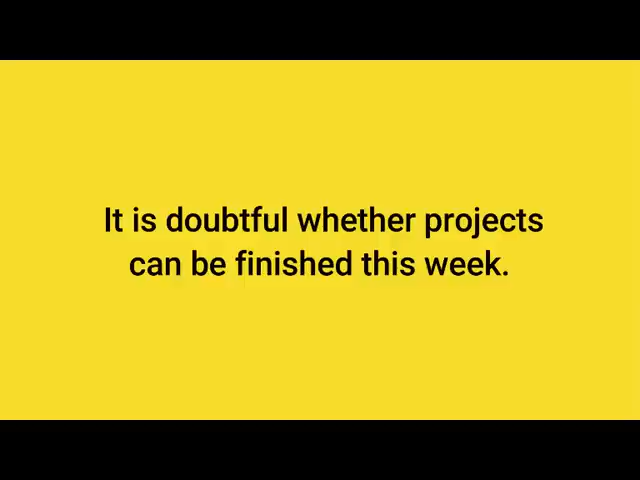 It is doubtful whether projects
can be finished this week.